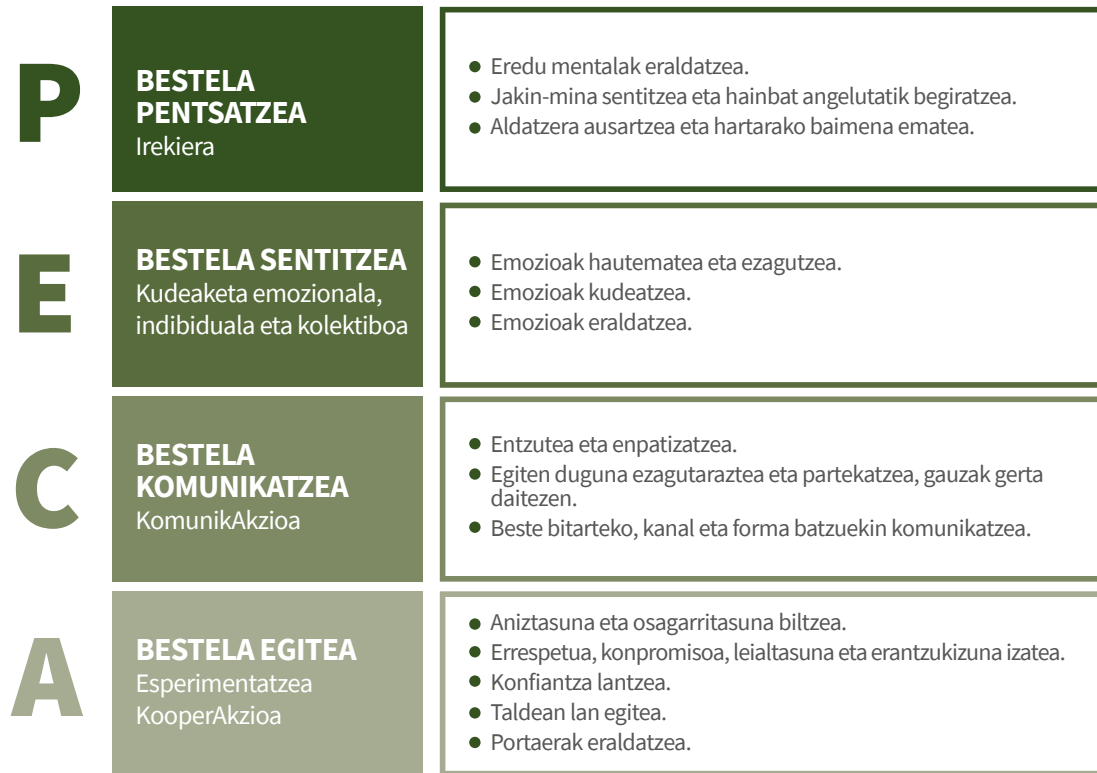 P
BESTELA
PENTSATZEA
Irekiera
• Eredu mentalak eraldatzea.
• Jakin-mina sentitzea eta hainbat angelutatik begiratzea.
• Aldatzera ausartzea eta hartarako baimena ematea.
E
BESTELA SENTITZEA
Kudeaketa emozionala,
indibiduala eta kolektiboa
• Emozioak hautematea eta ezagutzea.
• Emozioak kudeatzea.
• Emozioak eraldatzea.
C
BESTELA
KOMUNIKATZEA
KomunikAkzioa
• Entzutea eta enpatizatzea.
• Egiten duguna ezagutaraztea eta partekatzea, gauzak gerta
daitezen.
• Beste bitarteko, kanal eta forma batzuekin komunikatzea.
A
BESTELA EGITEA
Esperimentatzea
KooperAkzioa
• Aniztasuna eta osagarritasuna biltzea.
• Errespetua, konpromisoa, leialtasuna eta erantzukizuna izatea.
• Konfiantza lantzea.
• Taldean lan egitea.
• Portaerak eraldatzea.